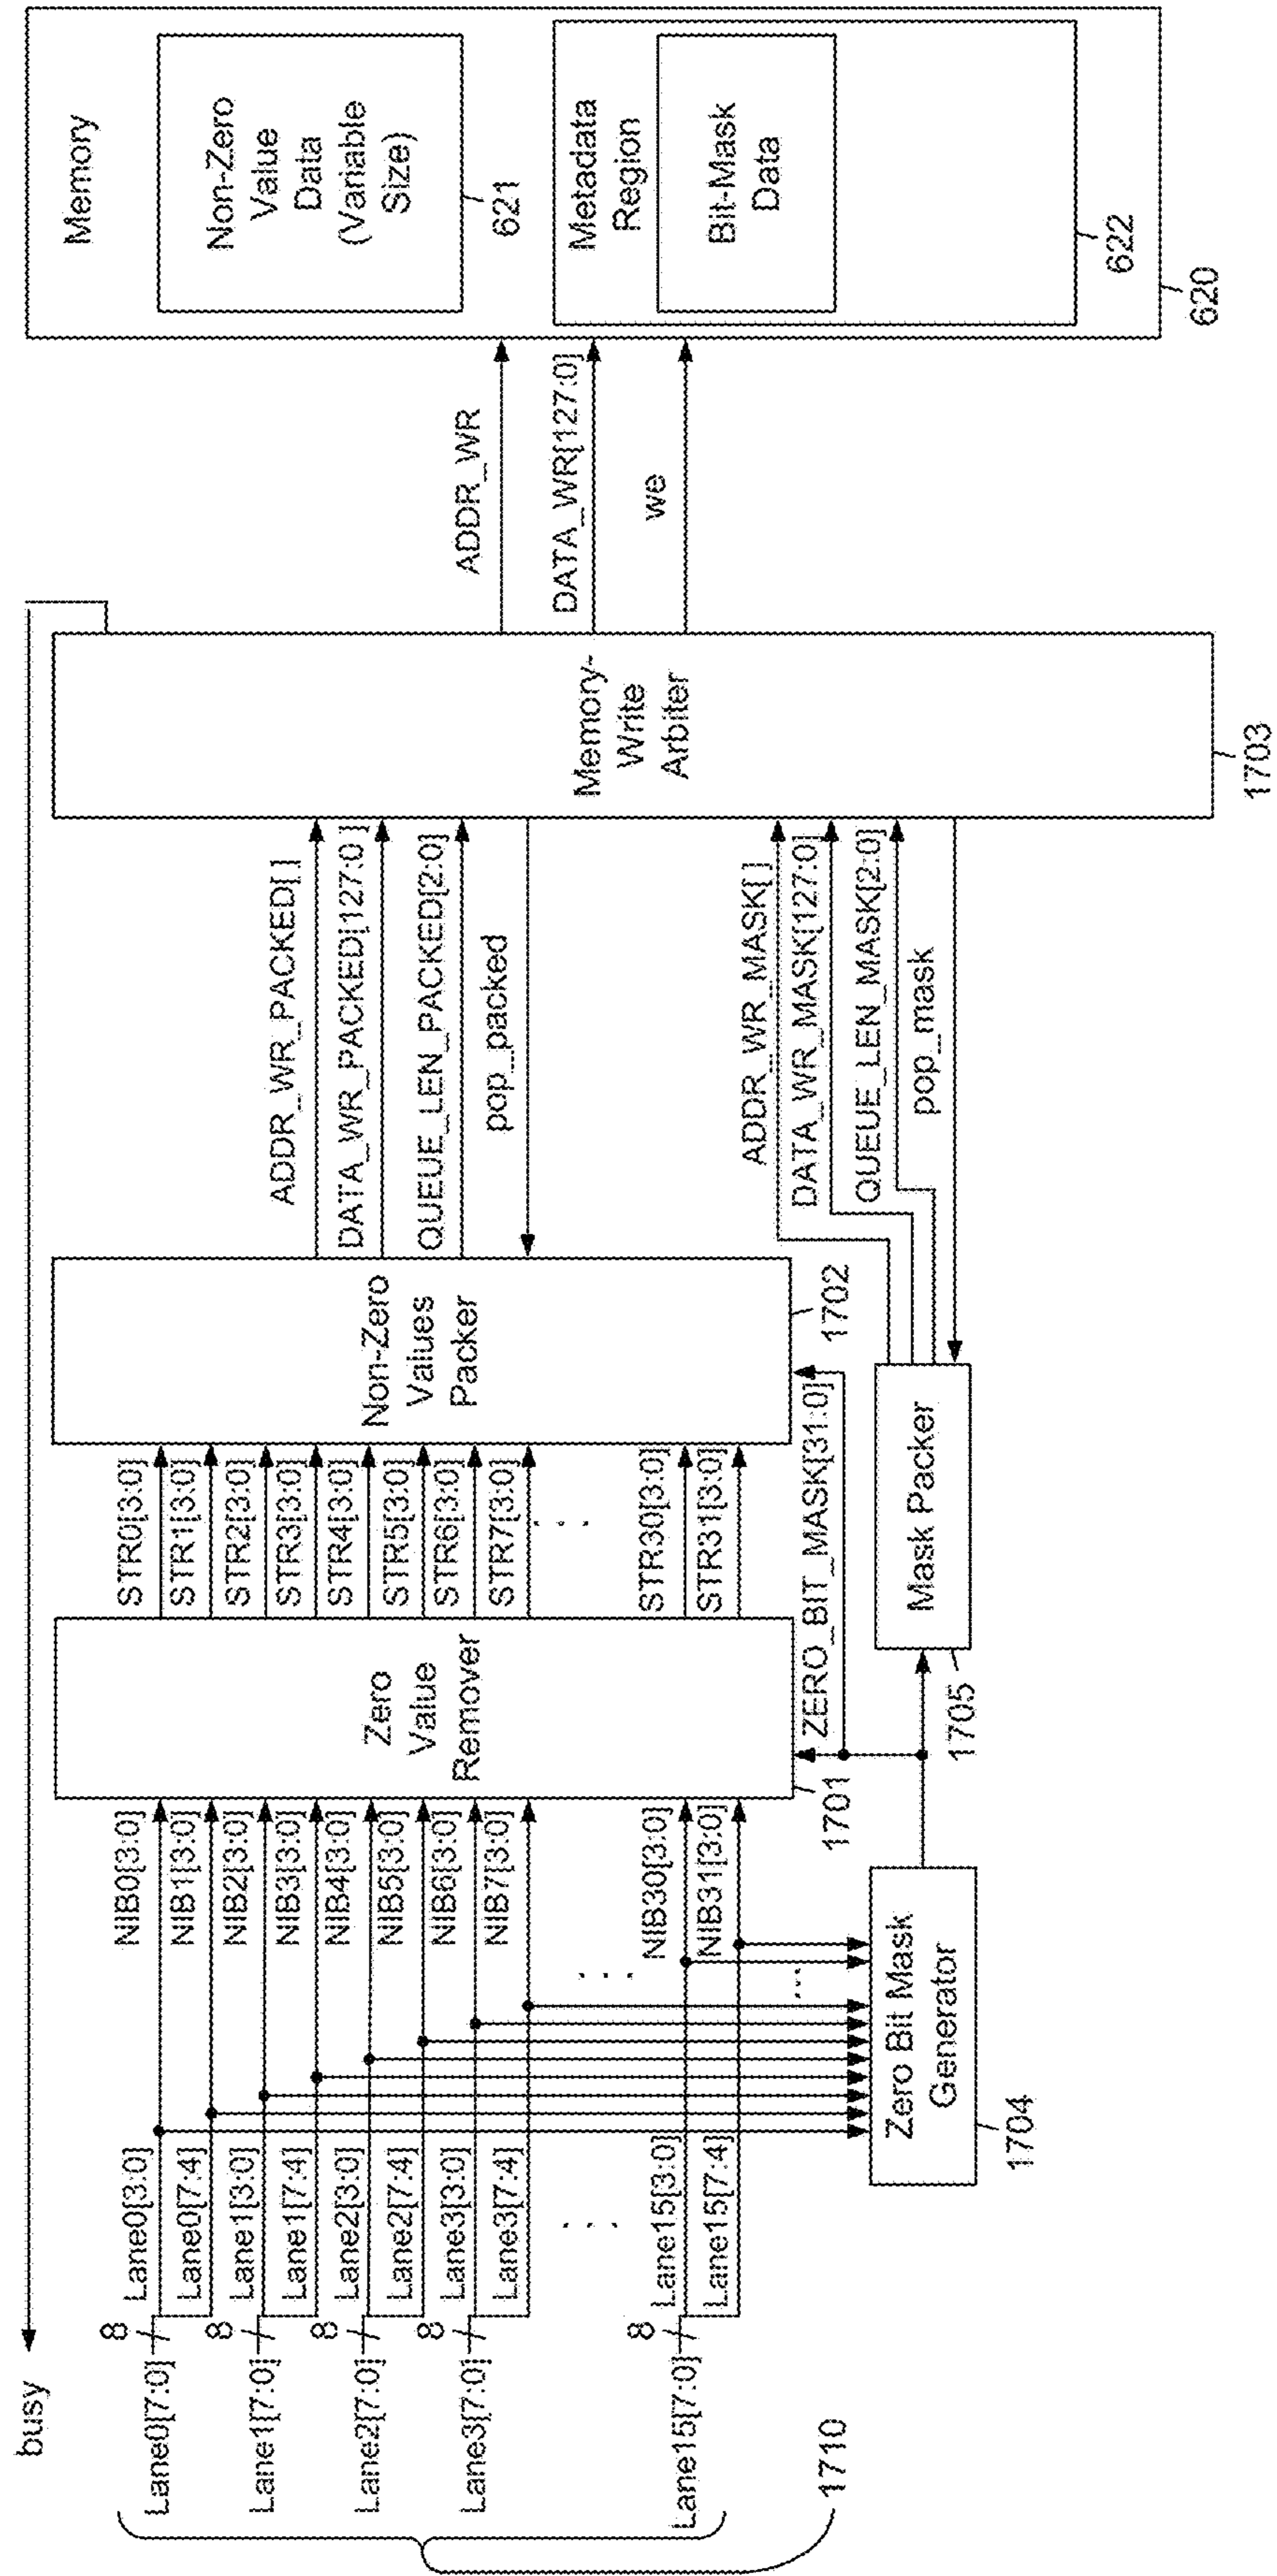 busy
Lane0[7:0]
Lane1[7:0]
Lane2[7:0]
Lane3[7:0]
Lane15[7:0]
1710
8
8
8
8
8
Lane0[3:0]
Lane0[7:4]
Lane1[3:0]
Lane1[7:4]
Lane2[3:0]
Lane2[7:4]
Lane3[3:0]
Lane3[7:4]
. . .
Lane15[3:0]
Lane15[7:4]
NIB0[3:0]
NIB1[3:0]
NIB2[3:0]
NIB3[3:0]
NIB4[3:0]
NIB5[3:0]
NIB6[3:0]
NIB7[3:0]
. . .
NIB30[3:0]
NIB31[3:0]
...
Zero Bit Mask
Generator
1704
Zero
Value
Remover
1701
STR0[3:0]
STR1[3:0]
STR2[3:0]
STR3[3:0]
STR4[3:0]
STR5[3:0]
STR6[3:0]
STR7[3:0]
. . .
STR30[3:0]
STR31[3:0]
ZERO_BIT_MASK[31:0]
Mask Packer
1705
Non-Zero
Values
Packer
1702
ADDR_WR_PACKED[ ]
DATA_WR_PACKED[127:0 ]
QUEUE_LEN_PACKED[2:0]
pop_packed
ADDR_WR_MASK[ ]
DATA_WR_MASK[127:0]
QUEUE_LEN_MASK[2:0]
pop_mask
Memory-
Write
Arbiter
1703
ADDR_WR
DATA_WR[127:0]
we
Memory
Non-Zero
Value
Data
(Variable
Size)
621
Metadata
Region
Bit-Mask
Data
622
620